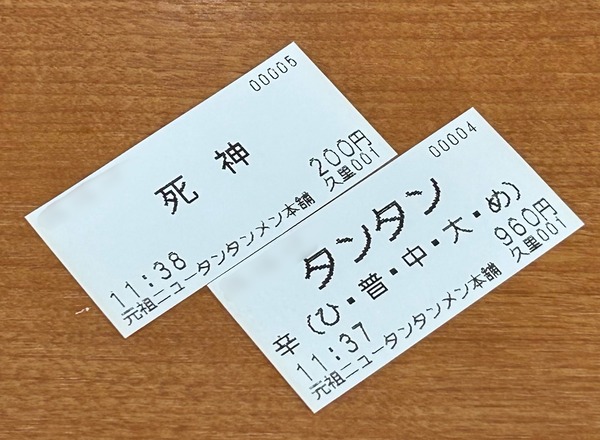 00005
死神
200円
11:38 久里001
元祖ニュータンタンメン本舗
00004
タンタン
辛(ひ・普・中・大・め)
960円
11:37 久里001
元祖ニュータンタンメン本舗